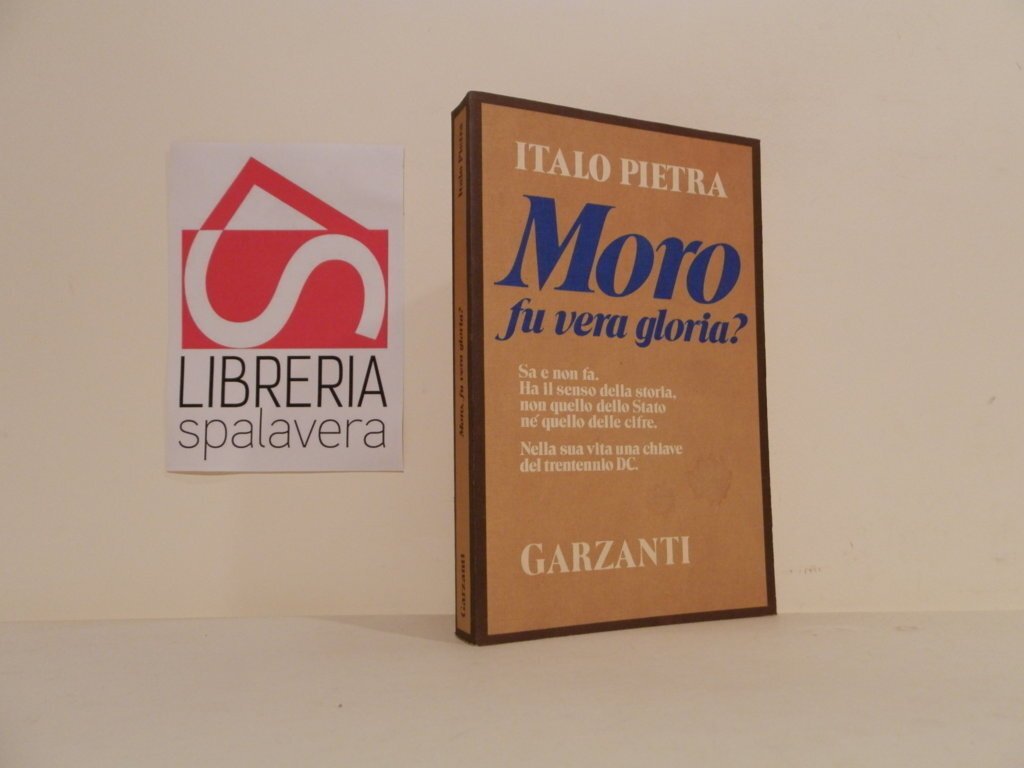 LIBRERIA
spalavera
Italo Pietra
Moro, fu vera gloria?
Garzanti
ITALO PIETRA
Moro
fu vera gloria?
Sa e non fa.
Ha il senso della storia,
non quello dello Stato
né quello delle cifre.
Nella sua vita una chiave
del trentennio DC.
GARZANTI